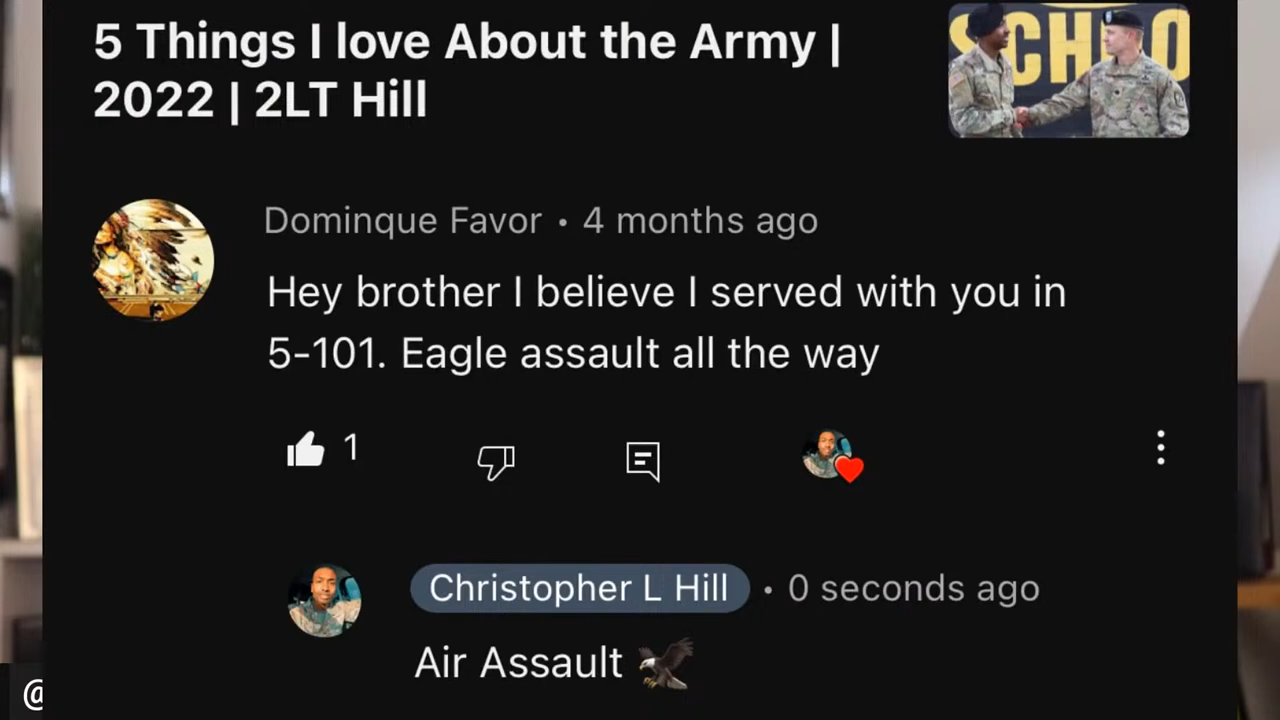 5 Things I love About the Army |
2022 | 2LT Hill
SCHOO
Dominque Favor • 4 months ago
Hey brother I believe I served with you in
5-101. Eagle assault all the way
1
Christopher L Hill • 0 seconds ago
Air Assault 🦅
@